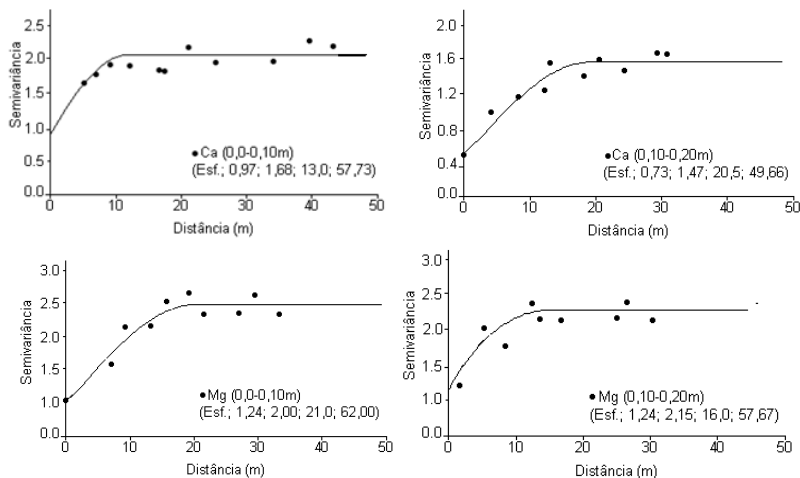 2.5
2.0
1.5
1.0
0.5
0.0
Semivariância
Ca (0,0-0,10m)
(Esf.; 0,97; 1,68; 13,0; 57,73)
0 10 20 30 40 50
Distância (m)
2.0
1.6
1.2
0.8
0.4
0.0
Semivariância
Ca (0,10-0,20m)
(Esf.; 0,73; 1,47; 20,5; 49,66)
0 10 20 30 40 50
Distância (m)
3.0
2.5
2.0
1.5
1.0
0.0
Semivariância
Mg (0,0-0,10m)
(Esf.; 1,24; 2,00; 21,0; 62,00)
0 10 20 30 40 50
Distância (m)
3.0
2.5
2.0
1.5
1.0
0.0
Semivariância
Mg (0,10-0,20m)
(Esf.; 1,24; 2,15; 16,0; 57,67)
0 10 20 30 40 50
Distância (m)